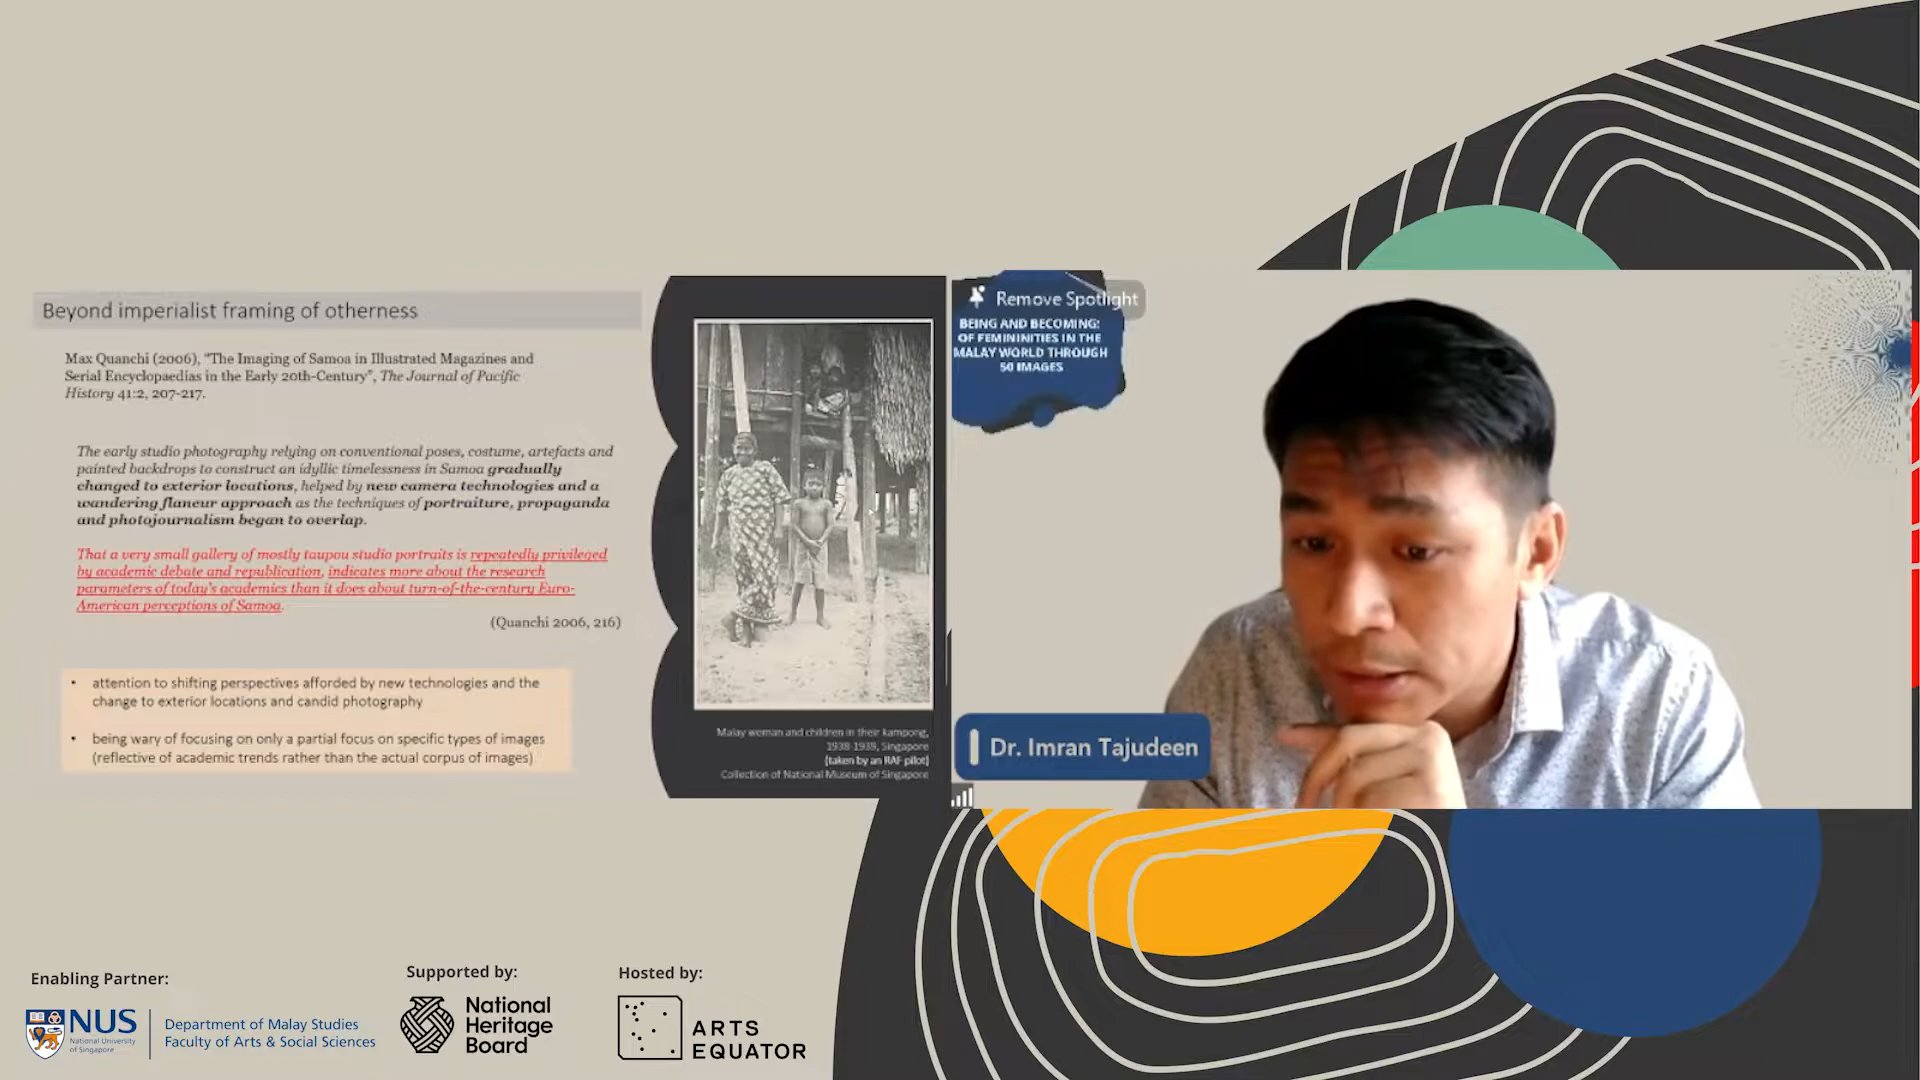 Beyond imperialist framing of otherness
Max Quanchi (2006), "The Imaging of Samoa in Illustrated Magazines and
Serial Encyclopaedias in the Early 20th-Century", The Journal of Pacific
History 41:2, 207-217.
The early studio photography relying on conventional poses, costume, artefacts and
painted backdrops to construct an idyllic timelessness in Samoa gradually
changed to exterior locations, helped by new camera technologies and a
wandering flaneur approach as the techniques of portraiture, propaganda
and photojournalism began to overlap.
That a very small gallery of mostly taupou studio portraits is repeatedly privileged
by academic debate and republication, indicates more about the research
parameters of today's academics than it does about turn-of-the-century Euro-
American perceptions of Samoa.
(Quanchi 2006, 216)
• attention to shifting perspectives afforded by new technologies and the
change to exterior locations and candid photography
• being wary of focusing on only a partial focus on specific types of images
(reflective of academic trends rather than the actual corpus of images)
Malay woman and children in their kampong,
1938-1939, Singapore
(taken by an RAF pilot)
Collection of National Museum of Singapore
Remove Spotlight
BEING AND BECOMING:
OF FEMININITIES IN THE
MALAY WORLD THROUGH
50 IMAGES
Dr. Imran Tajudeen
Enabling Partner:
NUS
National University
of Singapore
Department of Malay Studies
Faculty of Arts & Social Sciences
Supported by:
National
Heritage
Board
Hosted by:
ARTS
EQUATOR